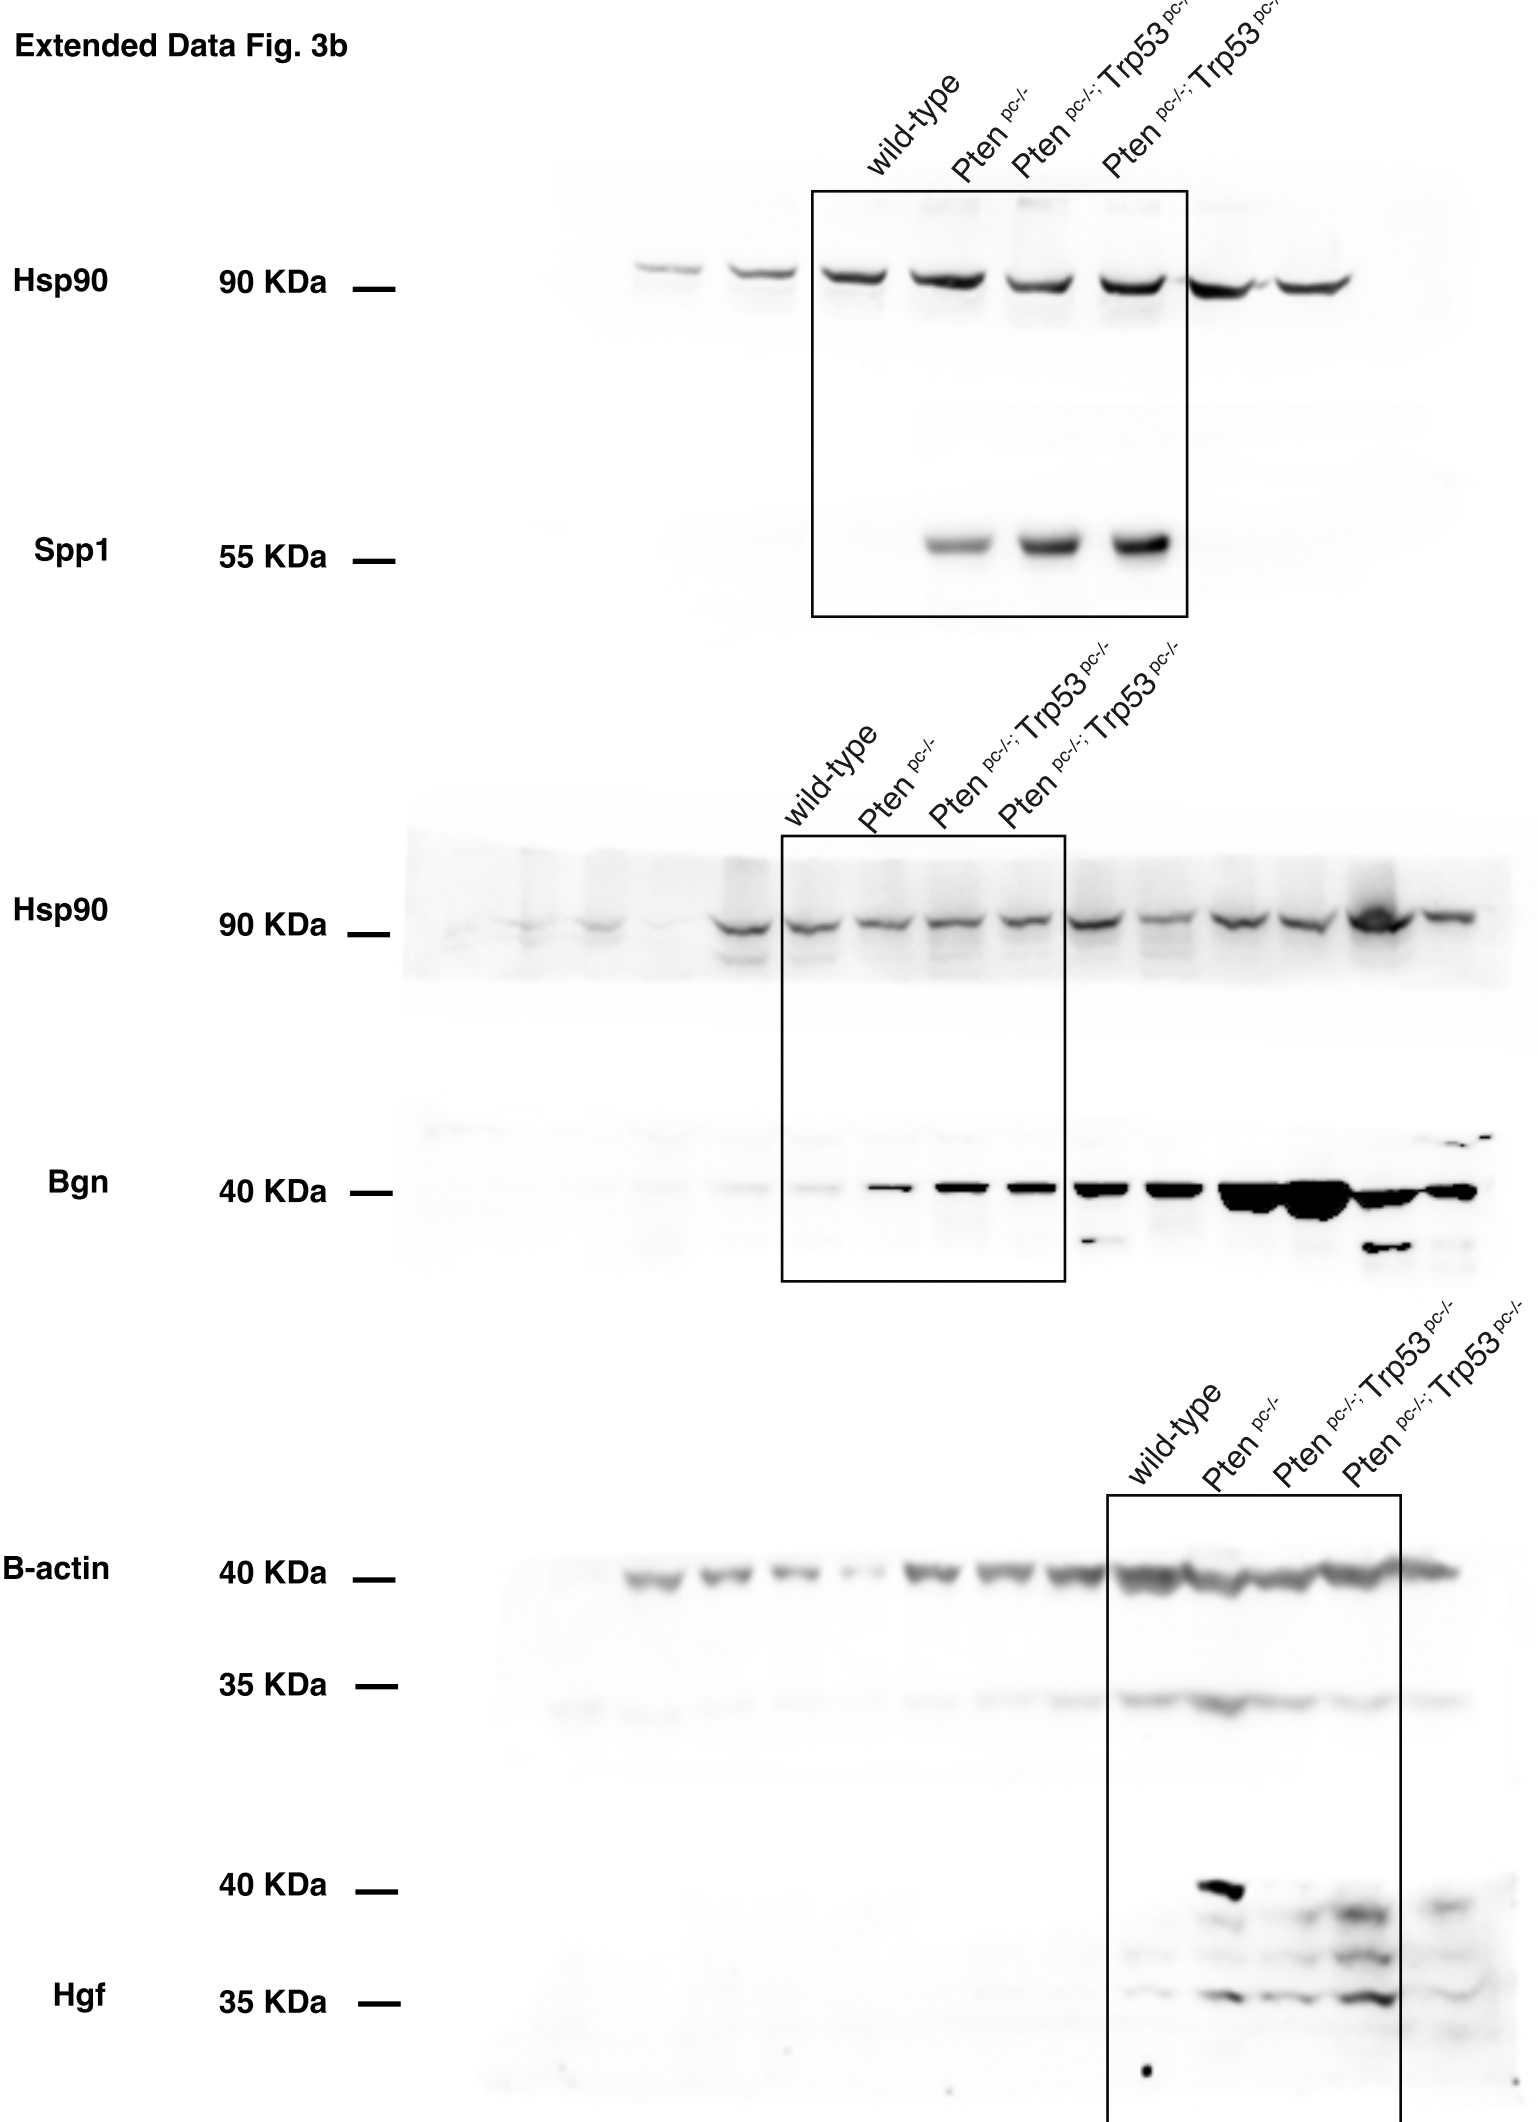 Extended Data Fig. 3b
wild-type
Pten pc-/-
Pten pc-/-; Trp53 pc-/
Pten pc-/-; Trp53 pc-/
Hsp90 90 KDa
Spp1 55 KDa
wild-type
Pten pc-/-
Pten pc-/-; Trp53 pc-/-
Pten pc-/-; Trp53 pc-/-
Hsp90 90 KDa
Bgn 40 KDa
wild-type
Pten pc-/-
Pten pc-/-; Trp53 pc-/-
Pten pc-/-; Trp53 pc-/-
B-actin 40 KDa
35 KDa
40 KDa
Hgf 35 KDa